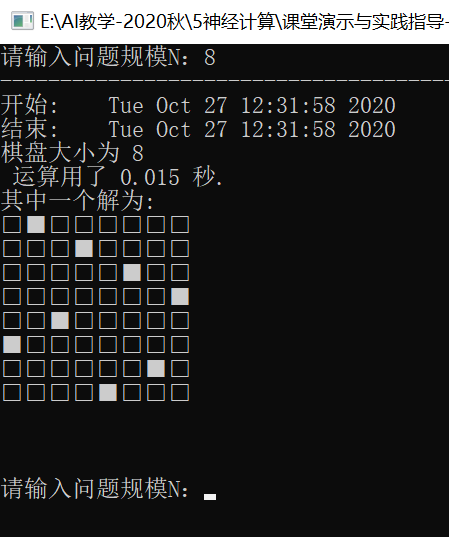 E:\AI教学-2020秋\5神经计算\课堂演示与实践指导-
请输入问题规模N: 8
开始: Tue Oct 27 12:31:58 2020
结束: Tue Oct 27 12:31:58 2020
棋盘大小为 8
运算用了 0.015 秒.
其中一个解为:
□■□□□□□□
□□□■□□□□
□□□□□■□□
□□□□□□□■
□□■□□□□□
■□□□□□□□
□□□□□□■□
□□□□■□□□
请输入问题规模N: